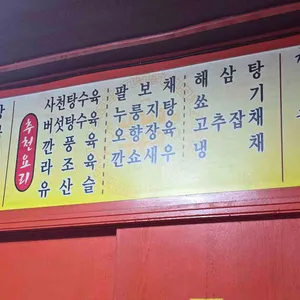 추천요리
사천탕수육
버섯탕수육
깐풍육
라조육
유산슬
팔보채
누룽지탕
오향장육
깐쇼새우
해삼탕
쏘기
고추잡채
냉채